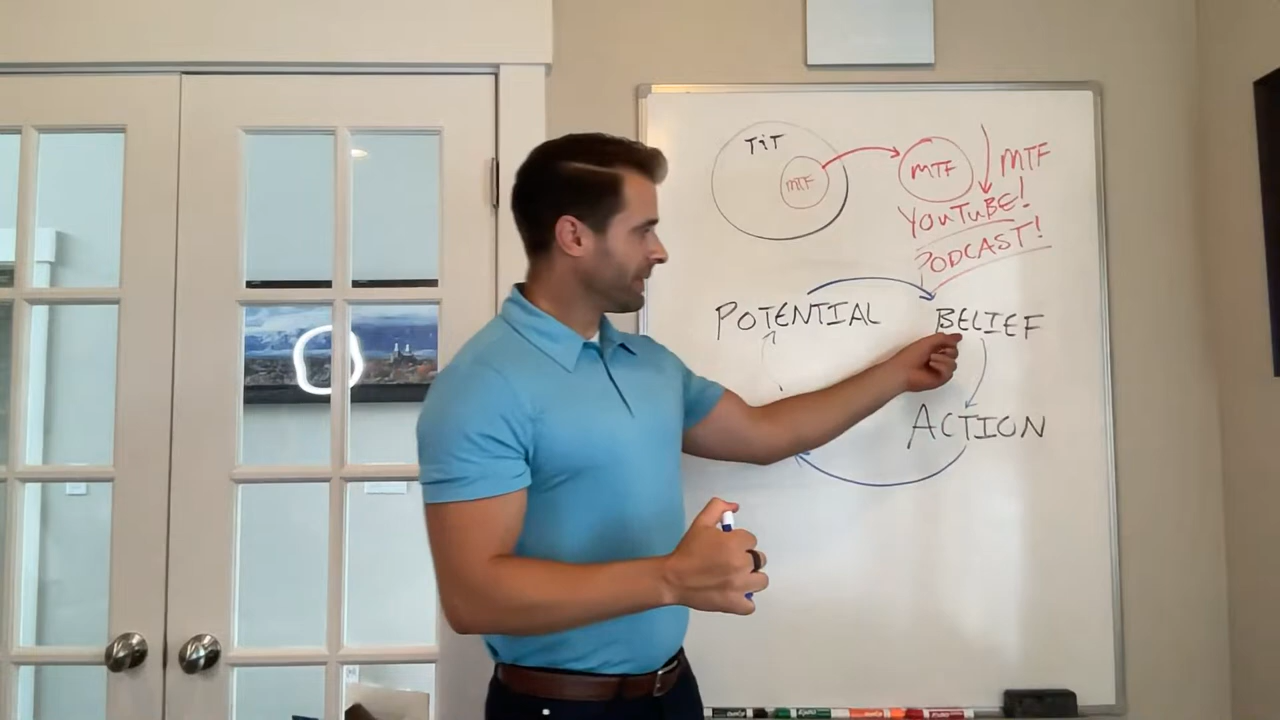 TiT
MTF
MTF
MTF
YOUTUBE!
PODCAST!
POTENTIAL
BELIEF
ACTION